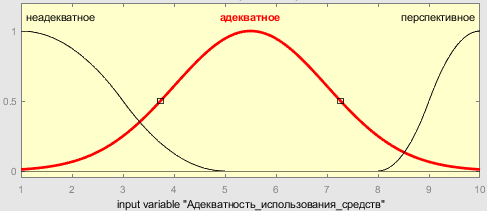 неадекватное адекватное перспективное
1
0.5
0
1 2 3 4 5 6 7 8 9 10
input variable "Адекватность_использования_средств"